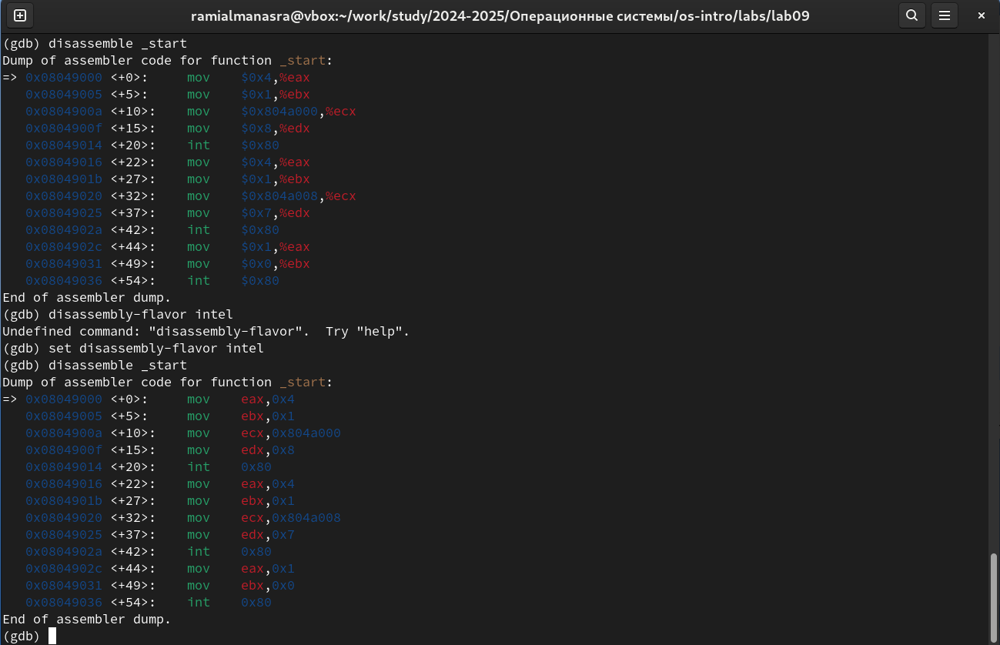 ramialmanasra@vbox:~/work/study/2024-2025/Операционные системы/os-intro/labs/lab09
(gdb) disassemble _start
Dump of assembler code for function _start:
=> 0x08049000 <+0>:     mov    $0x4,%eax
   0x08049005 <+5>:     mov    $0x1,%ebx
   0x0804900a <+10>:    mov    $0x804a000,%ecx
   0x0804900f <+15>:    mov    $0x8,%edx
   0x08049014 <+20>:    int    $0x80
   0x08049016 <+22>:    mov    $0x4,%eax
   0x0804901b <+27>:    mov    $0x1,%ebx
   0x08049020 <+32>:    mov    $0x804a008,%ecx
   0x08049025 <+37>:    mov    $0x7,%edx
   0x0804902a <+42>:    int    $0x80
   0x0804902c <+44>:    mov    $0x1,%eax
   0x08049031 <+49>:    mov    $0x0,%ebx
   0x08049036 <+54>:    int    $0x80
End of assembler dump.
(gdb) disassembly-flavor intel
Undefined command: "disassembly-flavor".  Try "help".
(gdb) set disassembly-flavor intel
(gdb) disassemble _start
Dump of assembler code for function _start:
=> 0x08049000 <+0>:     mov    eax,0x4
   0x08049005 <+5>:     mov    ebx,0x1
   0x0804900a <+10>:    mov    ecx,0x804a000
   0x0804900f <+15>:    mov    edx,0x8
   0x08049014 <+20>:    int    0x80
   0x08049016 <+22>:    mov    eax,0x4
   0x0804901b <+27>:    mov    ebx,0x1
   0x08049020 <+32>:    mov    ecx,0x804a008
   0x08049025 <+37>:    mov    edx,0x7
   0x0804902a <+42>:    int    0x80
   0x0804902c <+44>:    mov    eax,0x1
   0x08049031 <+49>:    mov    ebx,0x0
   0x08049036 <+54>:    int    0x80
End of assembler dump.
(gdb)